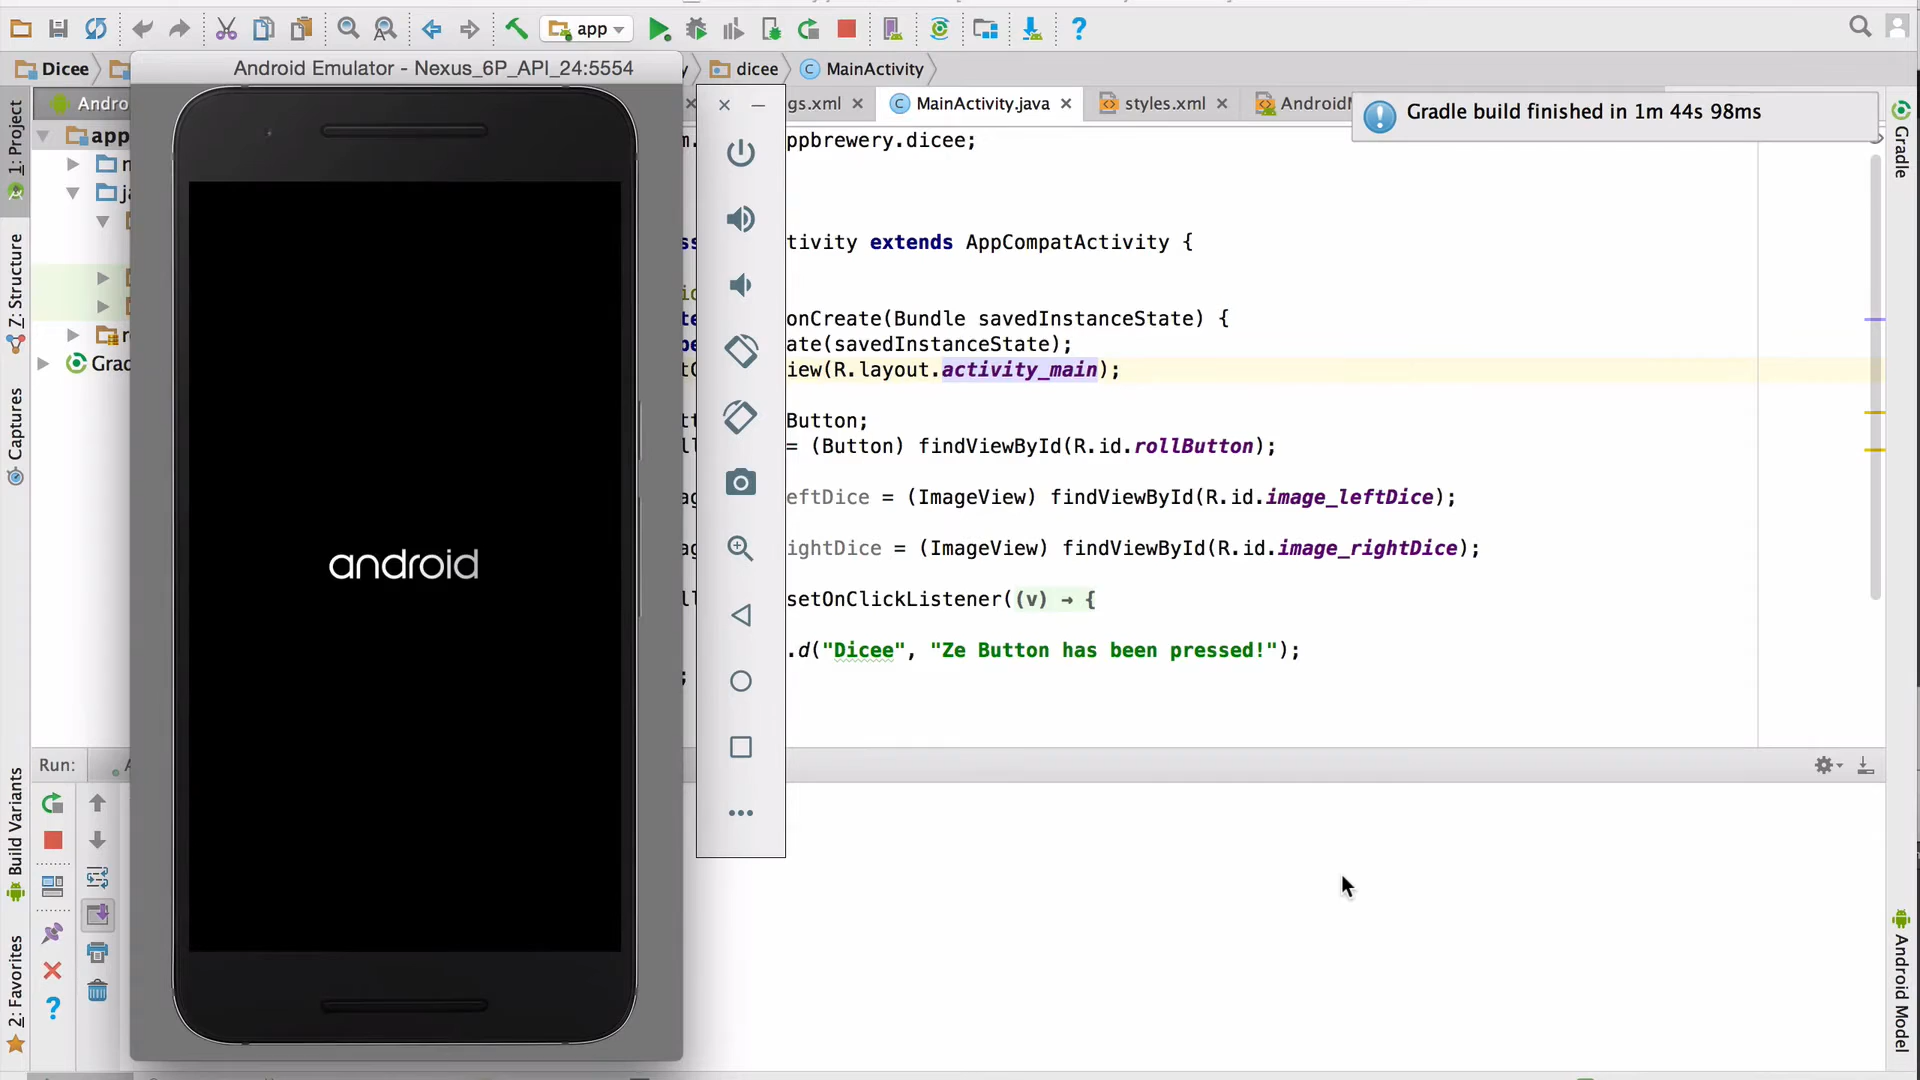 app
Dicee
Android Emulator - Nexus_6P_API_24:5554
dicee
MainActivity
Andro
gs.xml
MainActivity.java
styles.xml
Android
Gradle build finished in 1m 44s 98ms
1: Project
Z: Structure
Captures
Build Variants
2: Favorites
Gradle
Android Model
app
Grad
ppbrewery.dicee;
tivity extends AppCompatActivity {
onCreate(Bundle savedInstanceState) {
ate(savedInstanceState);
iew(R.layout.activity_main);
Button;
= (Button) findViewById(R.id.rollButton);
eftDice = (ImageView) findViewById(R.id.image_leftDice);
ightDice = (ImageView) findViewById(R.id.image_rightDice);
setOnClickListener((v) → {
.d("Dicee", "Ze Button has been pressed!");
;
android
Run: